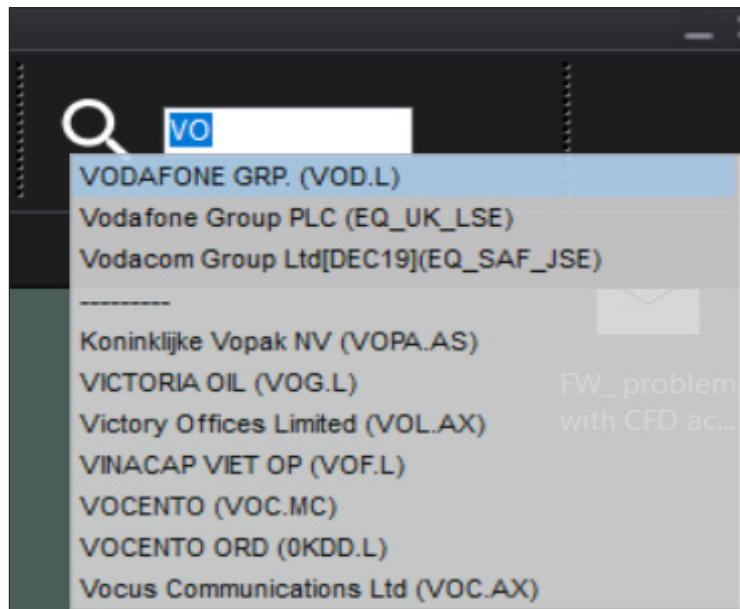 VO
VODAFONE GRP. (VOD.L)
Vodafone Group PLC (EQ_UK_LSE)
Vodacom Group Ltd[DEC19](EQ_SAF_JSE)
---------
Koninklijke Vopak NV (VOPA.AS)
VICTORIA OIL (VOG.L)
Victory Offices Limited (VOL.AX)
VINACAP VIET OP (VOF.L)
VOCENTO (VOC.MC)
VOCENTO ORD (0KDD.L)
Vocus Communications Ltd (VOC.AX)
FW_ problem
with CFD ac...